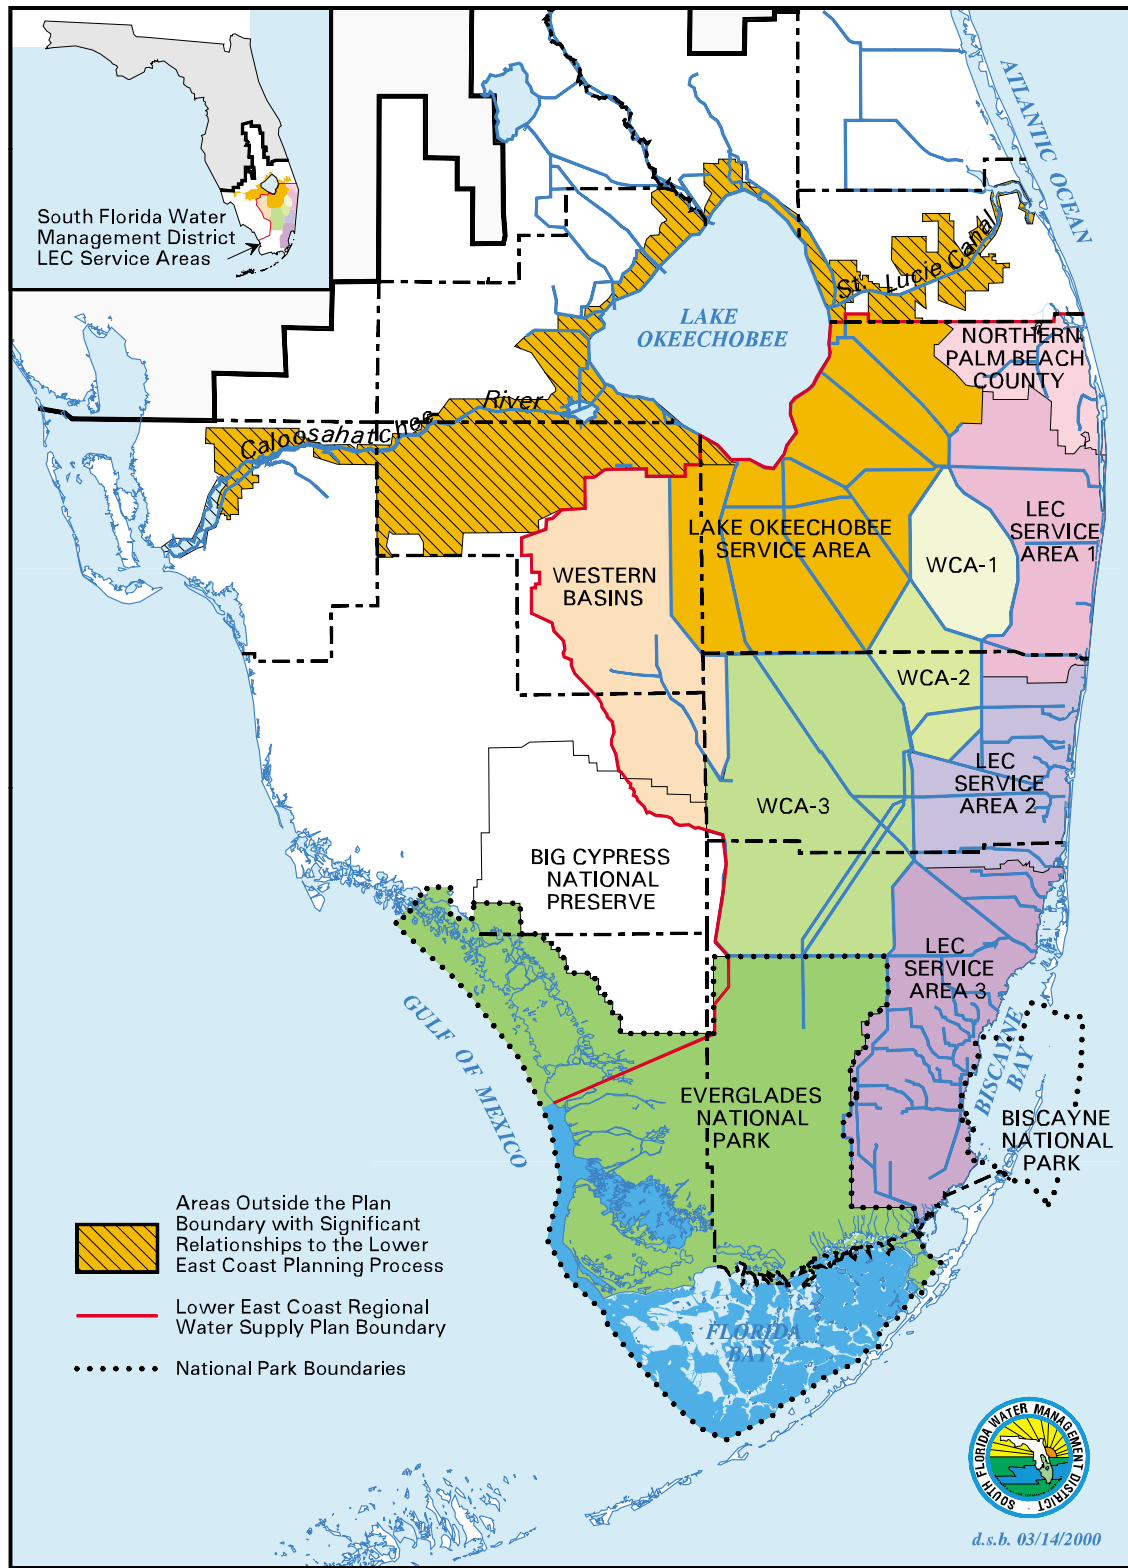 ATLANTIC OCEAN
South Florida Water
Management District
LEC Service Areas
St. Lucie Canal
LAKE
OKEECHOBEE
NORTHERN
PALM BEACH
COUNTY
Caloosahatchee River
LEC
SERVICE
AREA 1
LAKE OKEECHOBEE
SERVICE AREA
WCA-1
WESTERN
BASINS
WCA-2
LEC
SERVICE
AREA 2
WCA-3
BIG CYPRESS
NATIONAL
PRESERVE
LEC
SERVICE
AREA 3
GULF OF MEXICO
BISCAYNE
BAY
EVERGLADES
NATIONAL
PARK
BISCAYNE
NATIONAL
PARK
Areas Outside the Plan
Boundary with Significant
Relationships to the Lower
East Coast Planning Process
Lower East Coast Regional
Water Supply Plan Boundary
National Park Boundaries
FLORIDA
BAY
SOUTH FLORIDA WATER MANAGEMENT DISTRICT
d.s.b. 03/14/2000